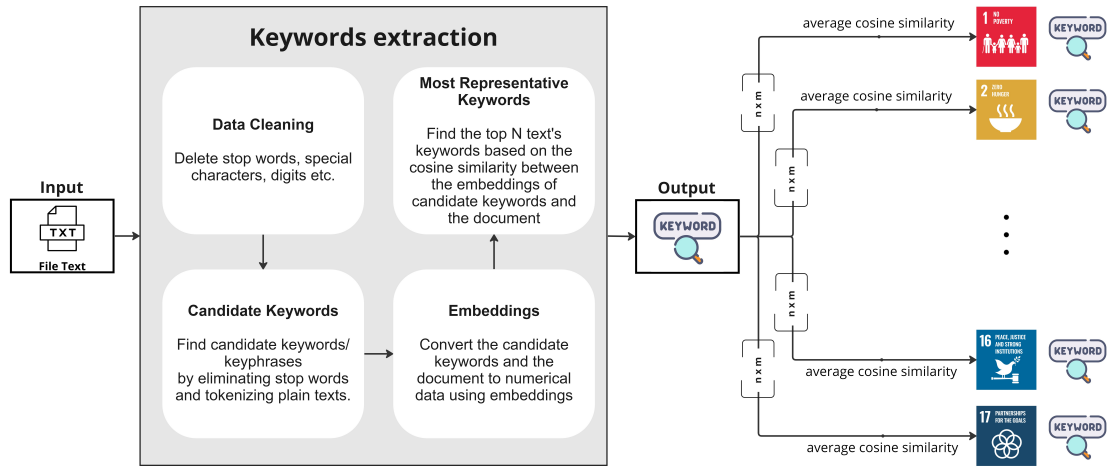 Keywords extraction
Input
TXT
File Text
Data Cleaning
Delete stop words, special
characters, digits etc.
Candidate Keywords
Find candidate keywords/
keyphrases
by eliminating stop words
and tokenizing plain texts.
Embeddings
Convert the candidate
keywords and the
document to numerical
data using embeddings
Most Representative
Keywords
Find the top N text's
keywords based on the
cosine similarity between
the embeddings of
candidate keywords and
the document
Output
KEYWORD
n x m
n x m
n x m
n x m
average cosine similarity
1 NO
POVERTY
KEYWORD
average cosine similarity
2 ZERO
HUNGER
KEYWORD
average cosine similarity
16 PEACE, JUSTICE
AND STRONG
INSTITUTIONS
KEYWORD
average cosine similarity
17 PARTNERSHIPS
FOR THE GOALS
KEYWORD